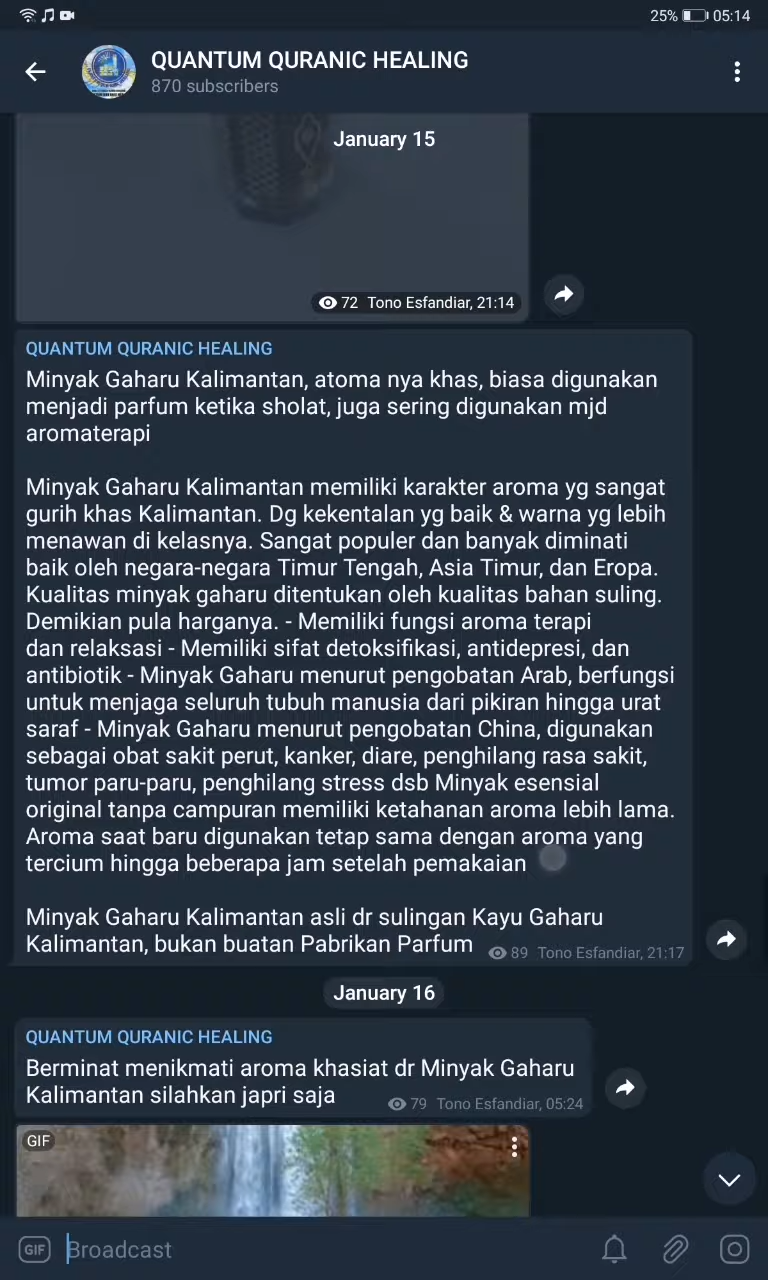 25% 05:14
QUANTUM QURANIC HEALING
870 subscribers
January 15
72 Tono Esfandiar, 21:14
QUANTUM QURANIC HEALING
Minyak Gaharu Kalimantan, atoma nya khas, biasa digunakan
menjadi parfum ketika sholat, juga sering digunakan mjd
aromaterapi
Minyak Gaharu Kalimantan memiliki karakter aroma yg sangat
gurih khas Kalimantan. Dg kekentalan yg baik & warna yg lebih
menawan di kelasnya. Sangat populer dan banyak diminati
baik oleh negara-negara Timur Tengah, Asia Timur, dan Eropa.
Kualitas minyak gaharu ditentukan oleh kualitas bahan suling.
Demikian pula harganya. - Memiliki fungsi aroma terapi
dan relaksasi - Memiliki sifat detoksifikasi, antidepresi, dan
antibiotik - Minyak Gaharu menurut pengobatan Arab, berfungsi
untuk menjaga seluruh tubuh manusia dari pikiran hingga urat
saraf - Minyak Gaharu menurut pengobatan China, digunakan
sebagai obat sakit perut, kanker, diare, penghilang rasa sakit,
tumor paru-paru, penghilang stress dsb Minyak esensial
original tanpa campuran memiliki ketahanan aroma lebih lama.
Aroma saat baru digunakan tetap sama dengan aroma yang
tercium hingga beberapa jam setelah pemakaian
Minyak Gaharu Kalimantan asli dr sulingan Kayu Gaharu
Kalimantan, bukan buatan Pabrikan Parfum 89 Tono Esfandiar, 21:17
January 16
QUANTUM QURANIC HEALING
Berminat menikmati aroma khasiat dr Minyak Gaharu
Kalimantan silahkan japri saja 79 Tono Esfandiar, 05:24
GIF
GIF Broadcast